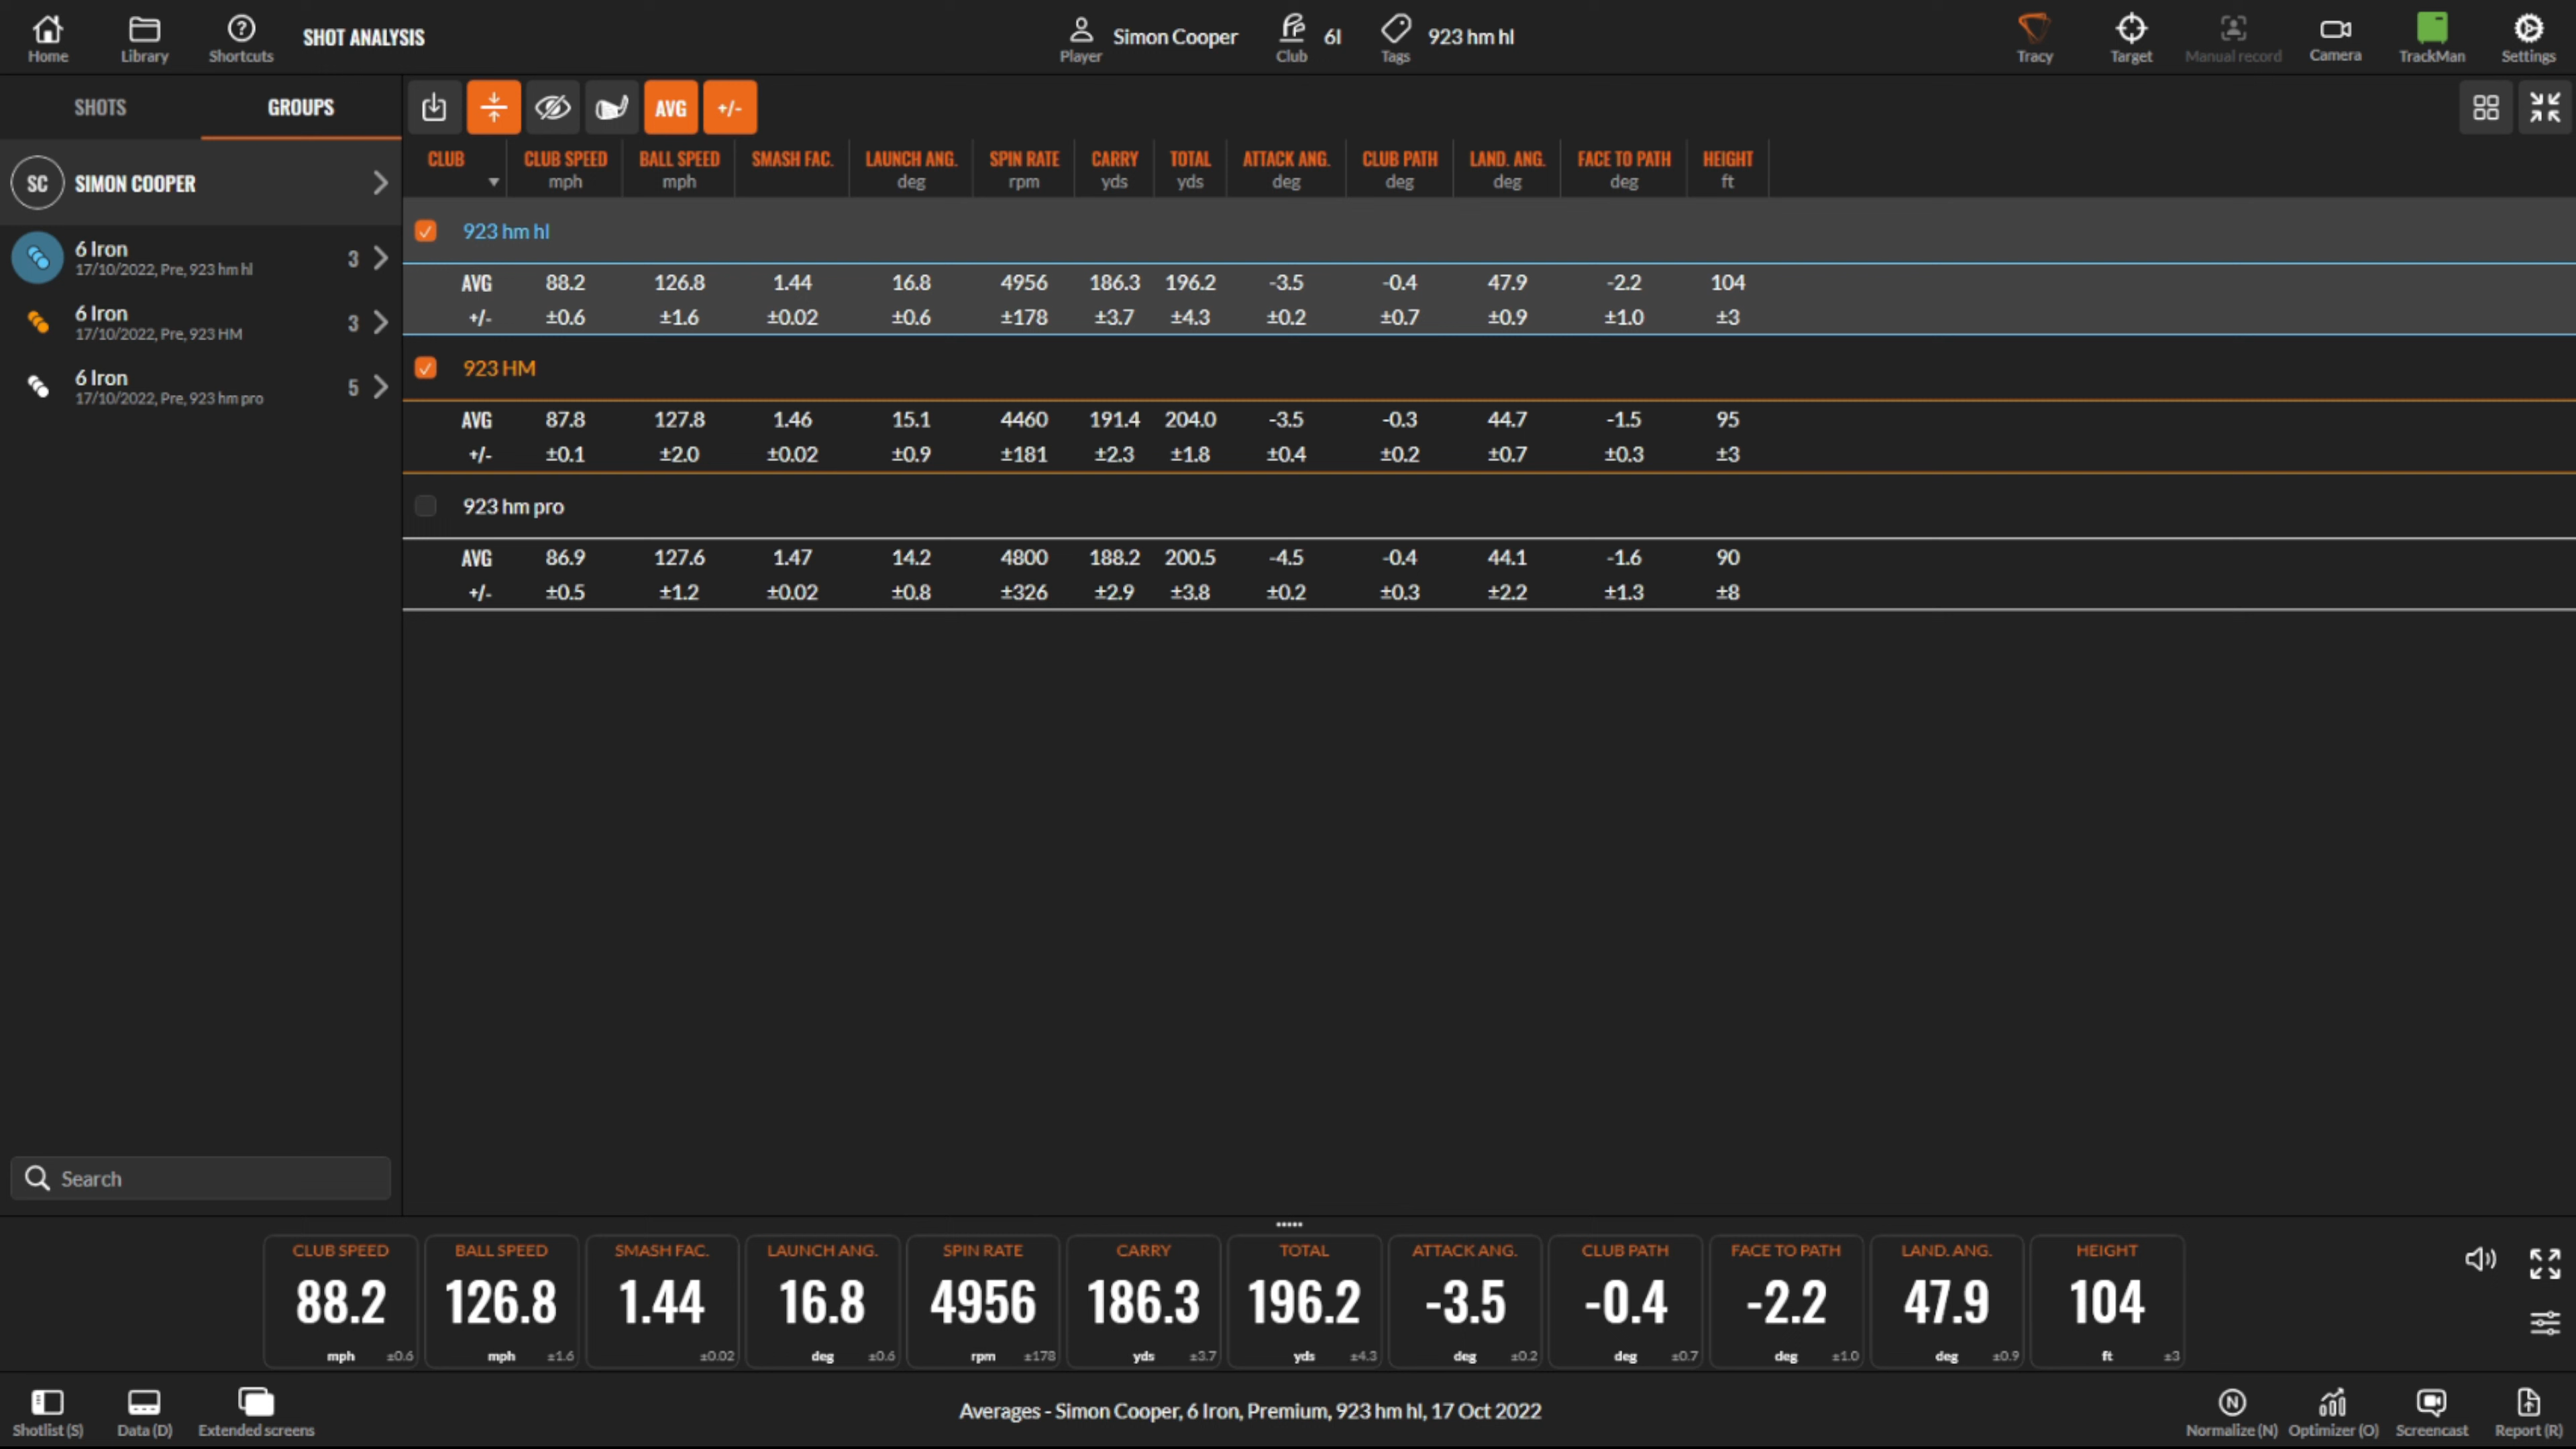 Home
Library
Shortcuts
SHOT ANALYSIS
Player
Simon Cooper
Club
6I
Tags
923 hm hl
Tracy
Target
Manual record
Camera
TrackMan
Settings
SHOTS
GROUPS
SC SIMON COOPER
6 Iron
17/10/2022, Pre, 923 hm hl
3
6 Iron
17/10/2022, Pre, 923 HM
3
6 Iron
17/10/2022, Pre, 923 hm pro
5
Search
AVG +/-
CLUB CLUB SPEED BALL SPEED SMASH FAC. LAUNCH ANG. SPIN RATE CARRY TOTAL ATTACK ANG. CLUB PATH LAND. ANG. FACE TO PATH HEIGHT
mph mph deg rpm yds yds deg deg deg deg ft
923 hm hl
AVG 88.2 126.8 1.44 16.8 4956 186.3 196.2 -3.5 -0.4 47.9 -2.2 104
+/- ±0.6 ±1.6 ±0.02 ±0.6 ±178 ±3.7 ±4.3 ±0.2 ±0.7 ±0.9 ±1.0 ±3
923 HM
AVG 87.8 127.8 1.46 15.1 4460 191.4 204.0 -3.5 -0.3 44.7 -1.5 95
+/- ±0.1 ±2.0 ±0.02 ±0.9 ±181 ±2.3 ±1.8 ±0.4 ±0.2 ±0.7 ±0.3 ±3
923 hm pro
AVG 86.9 127.6 1.47 14.2 4800 188.2 200.5 -4.5 -0.4 44.1 -1.6 90
+/- ±0.5 ±1.2 ±0.02 ±0.8 ±326 ±2.9 ±3.8 ±0.2 ±0.3 ±2.2 ±1.3 ±8
CLUB SPEED BALL SPEED SMASH FAC. LAUNCH ANG. SPIN RATE CARRY TOTAL ATTACK ANG. CLUB PATH FACE TO PATH LAND. ANG. HEIGHT
88.2 126.8 1.44 16.8 4956 186.3 196.2 -3.5 -0.4 -2.2 47.9 104
mph ±0.6 mph ±1.6 ±0.02 deg ±0.6 rpm ±178 yds ±3.7 yds ±4.3 deg ±0.2 deg ±0.7 deg ±1.0 deg ±0.9 ft ±3
Shotlist (S)
Data (D)
Extended screens
Averages - Simon Cooper, 6 Iron, Premium, 923 hm hl, 17 Oct 2022
N
Normalize (N)
Optimizer (O)
Screencast
Report (R)